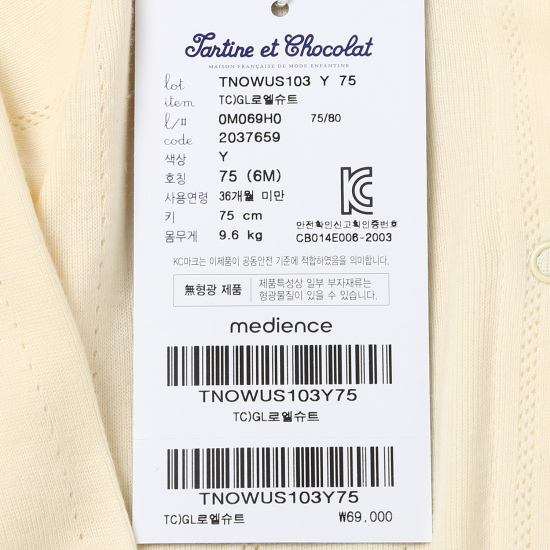 Tartine et Chocolat
MAISON FRANÇAISE DE MODE ENFANTINE
lot TNOWUS103 Y 75
item TC)GL로엘슈트
l/# 0M069H0 75/80
code 2037659
색상 Y
호칭 75 (6M)
사용연령 36개월 미만
키 75 cm
몸무게 9.6 kg
안전확인신고확인증번호
CB014E006-2003
KC마크는 이제품이 공동안전 기준에 적합하였음을 의미합니다.
無형광 제품
제품특성상 일부 부자재류는
형광물질이 있을 수 있습니다.
medience
TNOWUS103Y75
TC)GL로엘슈트
TNOWUS103Y75
TC)GL로엘슈트 ₩69,000